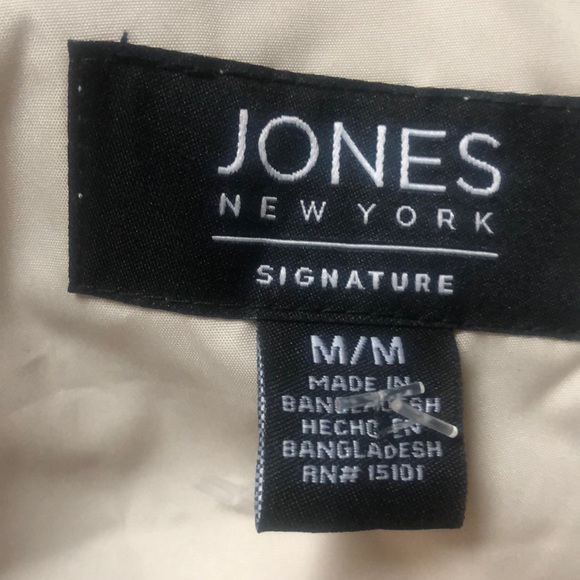 JONES
NEW YORK
SIGNATURE
M/M
MADE IN
BANGLADESH
HECHO EN
BANGLADESH
RN# 15101